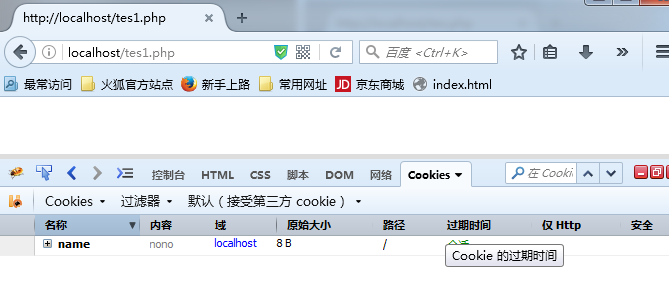 http://localhost/tes1.php
localhost/tes1.php
百度 <Ctrl+K>
最常访问 火狐官方站点 新手上路 常用网址 JD 京东商城 index.html
控制台 HTML CSS 脚本 DOM 网络 Cookies 在 Cookie
Cookies 过滤器 默认（接受第三方 cookie）
名称 内容 域 原始大小 路径 过期时间 仅 Http 安全
name nono localhost 8 B /
Cookie 的过期时间